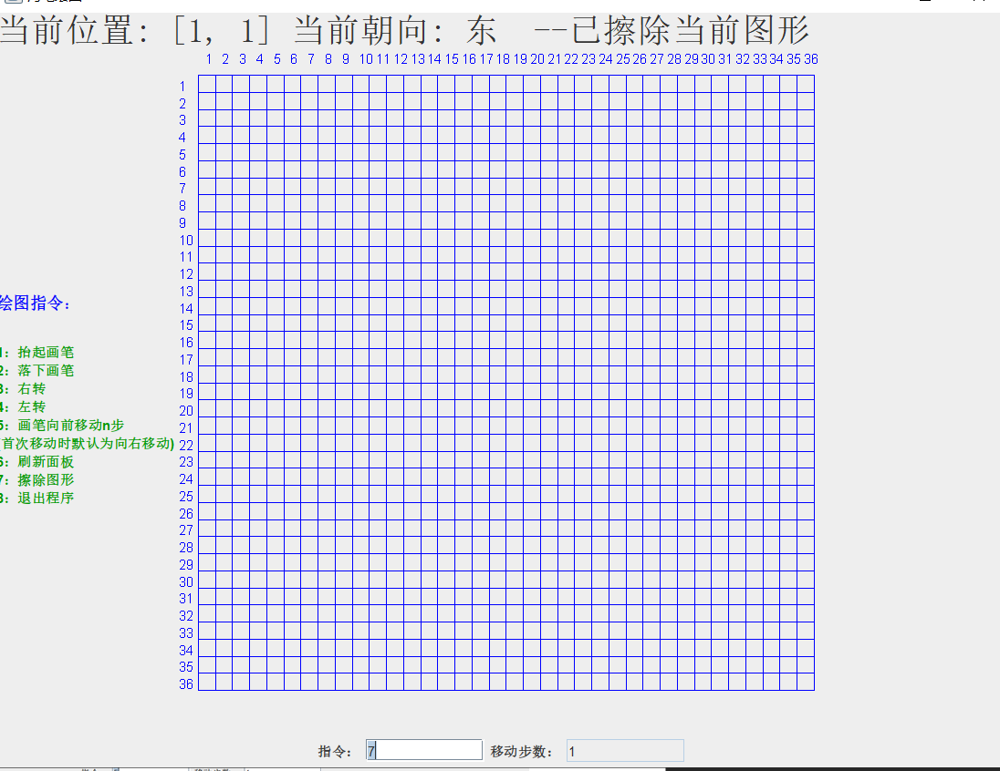 当前位置: [1, 1] 当前朝向: 东 --已擦除当前图形
1 2 3 4 5 6 7 8 9 10 11 12 13 14 15 16 17 18 19 20 21 22 23 24 25 26 27 28 29 30 31 32 33 34 35 36
1
2
3
4
5
6
7
8
9
10
11
12
13
14
15
16
17
18
19
20
21
22
23
24
25
26
27
28
29
30
31
32
33
34
35
36
绘图指令:
1: 抬起画笔
2: 落下画笔
3: 右转
4: 左转
5: 画笔向前移动n步
(首次移动时默认为向右移动)
6: 刷新面板
7: 擦除图形
8: 退出程序
指令: 7 移动步数: 1